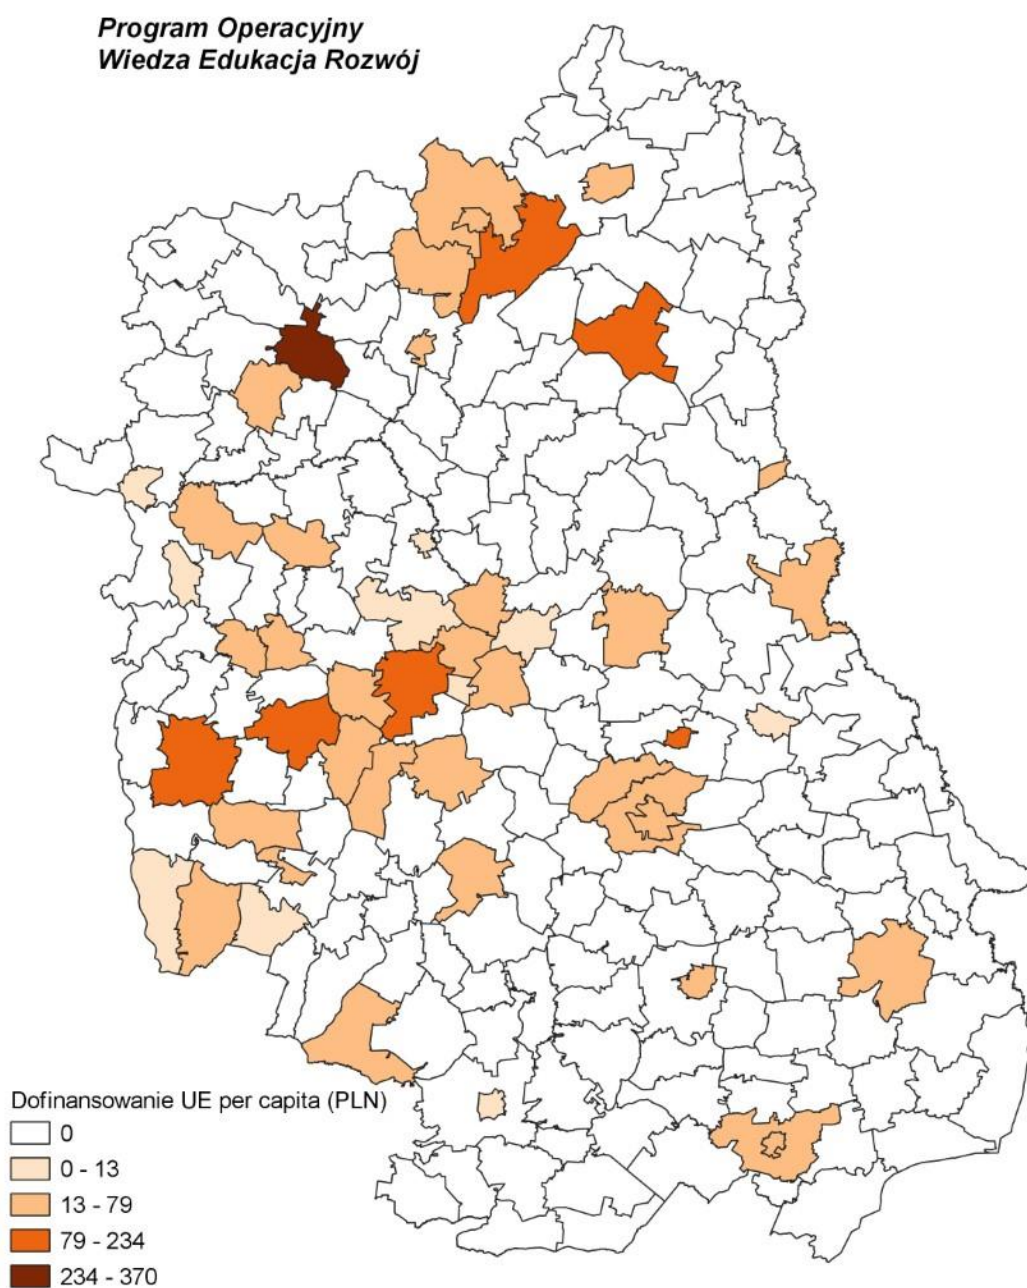 Program Operacyjny
Wiedza Edukacja Rozwój
Dofinansowanie UE per capita (PLN)
0
0 - 13
13 - 79
79 - 234
234 - 370